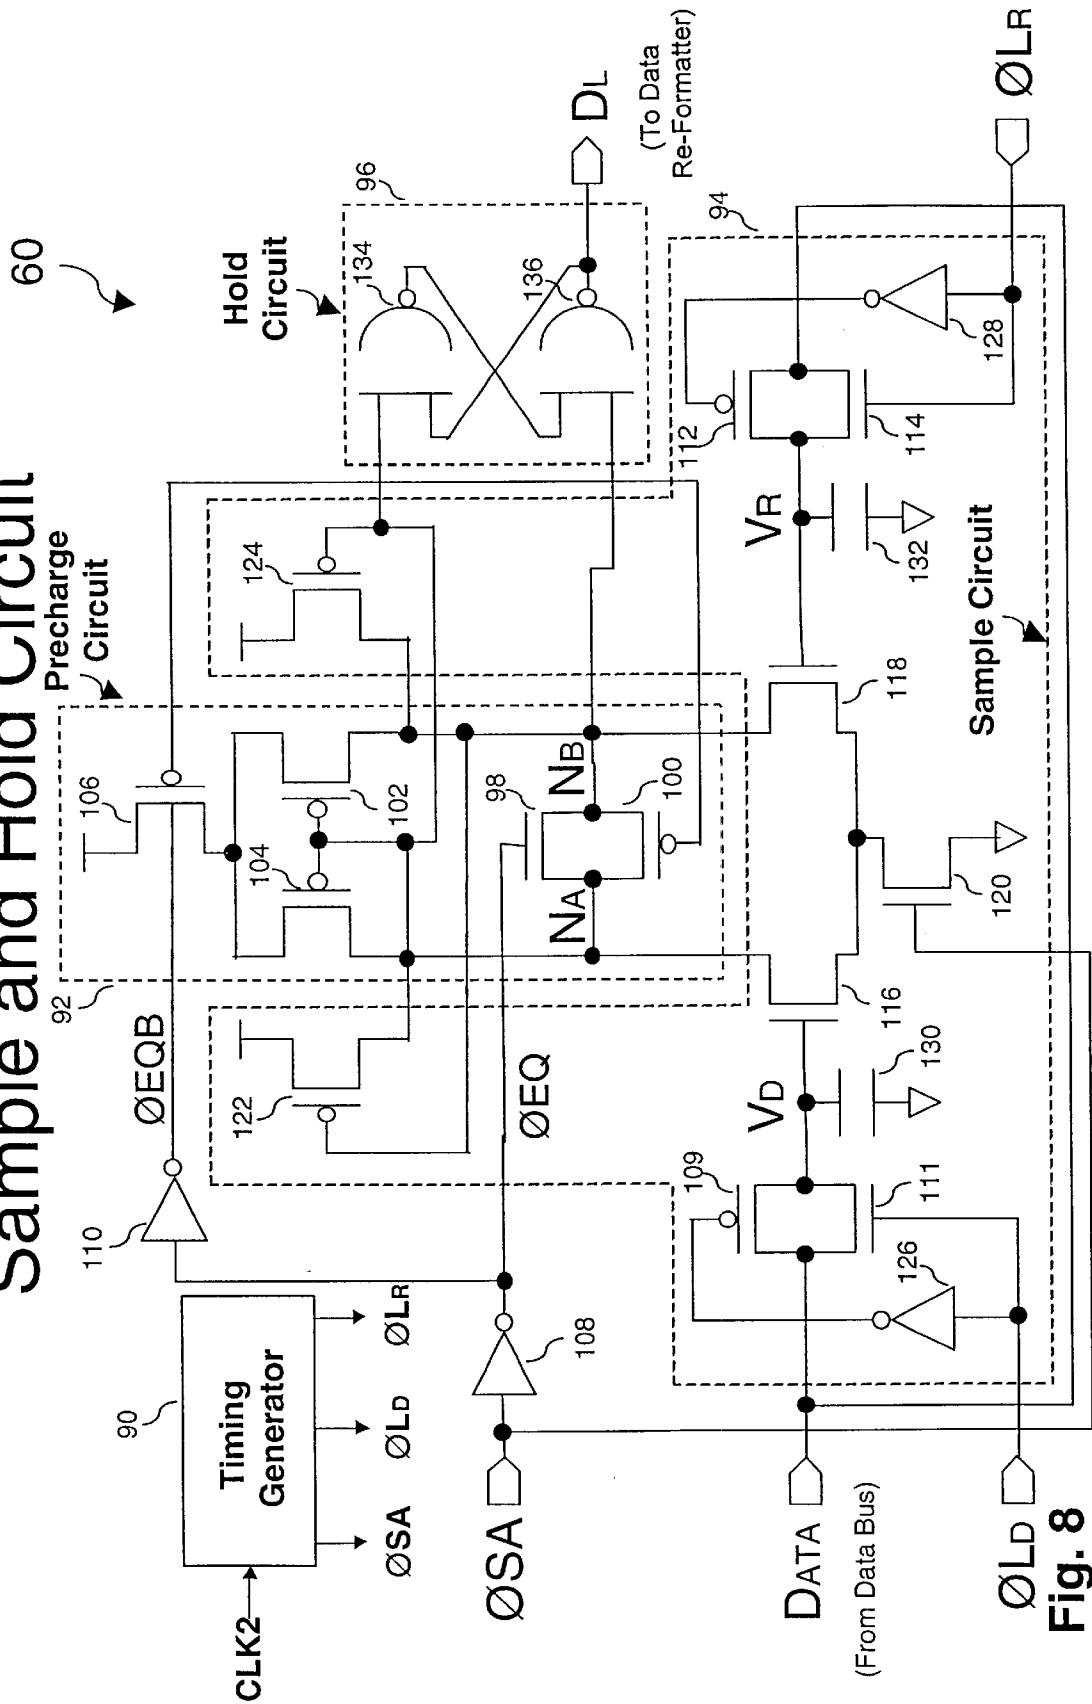 Sample and Hold Circuit
60
Precharge
Circuit
Hold
Circuit
92
106
104
102
124
122
96
134
136
DL
(To Data
Re-Formatter)
ØEQB
110
90
Timing
Generator
CLK2
ØSA
ØLD
ØLR
98
100
NA
NB
ØEQ
108
ØSA
94
109
111
126
VD
130
116
118
120
VR
132
112
114
128
DATA
(From Data Bus)
ØLD
ØLR
Sample Circuit
Fig. 8